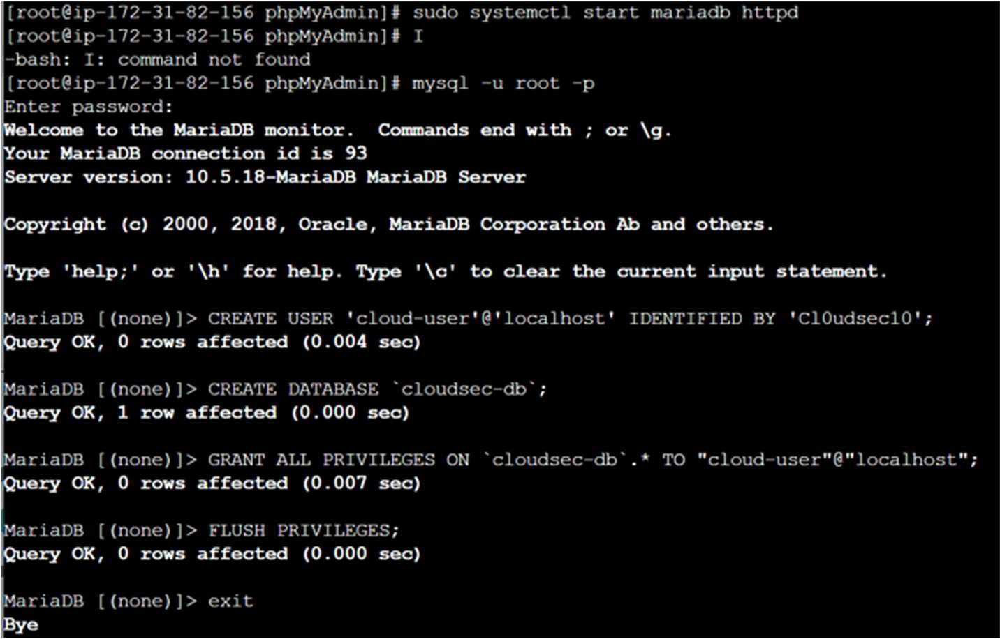 [root@ip-172-31-82-156 phpMyAdmin]# sudo systemctl start mariadb httpd
[root@ip-172-31-82-156 phpMyAdmin]# I
-bash: I: command not found
[root@ip-172-31-82-156 phpMyAdmin]# mysql -u root -p
Enter password:
Welcome to the MariaDB monitor.  Commands end with ; or \g.
Your MariaDB connection id is 93
Server version: 10.5.18-MariaDB MariaDB Server
Copyright (c) 2000, 2018, Oracle, MariaDB Corporation Ab and others.
Type 'help;' or '\h' for help. Type '\c' to clear the current input statement.
MariaDB [(none)]> CREATE USER 'cloud-user'@'localhost' IDENTIFIED BY 'Cl0udsec10';
Query OK, 0 rows affected (0.004 sec)
MariaDB [(none)]> CREATE DATABASE `cloudsec-db`;
Query OK, 1 row affected (0.000 sec)
MariaDB [(none)]> GRANT ALL PRIVILEGES ON `cloudsec-db`.* TO "cloud-user"@"localhost";
Query OK, 0 rows affected (0.007 sec)
MariaDB [(none)]> FLUSH PRIVILEGES;
Query OK, 0 rows affected (0.000 sec)
MariaDB [(none)]> exit
Bye